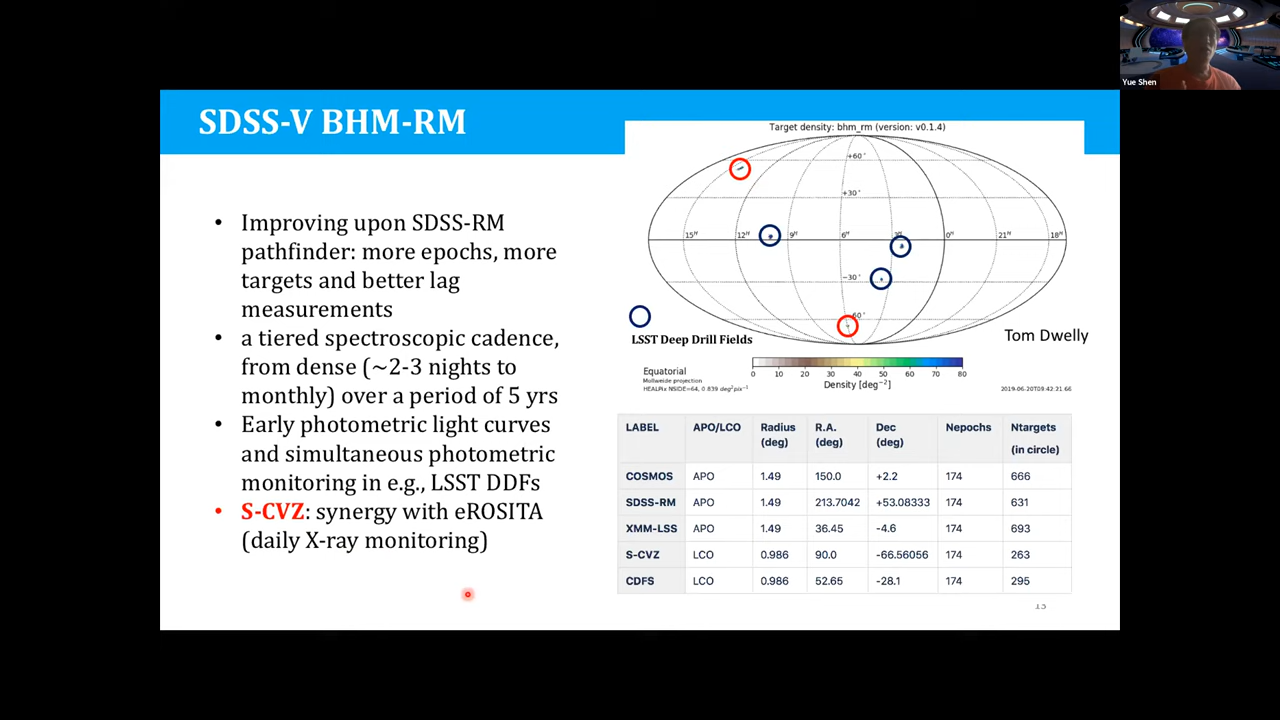 Yue Shen
SDSS-V BHM-RM
• Improving upon SDSS-RM
pathfinder: more epochs, more
targets and better lag
measurements
• a tiered spectroscopic cadence,
from dense (~2-3 nights to
monthly) over a period of 5 yrs
• Early photometric light curves
and simultaneous photometric
monitoring in e.g., LSST DDFs
• S-CVZ: synergy with eROSITA
(daily X-ray monitoring)
Target density: bhm_rm (version: v0.1.4)
+60°
+30°
15H 12H 9H 6H 0H 21H 18H
−30°
LSST Deep Drill Fields
Tom Dwelly
Equatorial
Mollweide projection
HEALPix NSIDE=64, 0.839 deg²pix⁻¹
0 10 20 30 40 50 60 70 80
Density [deg⁻²]
2019-06-20T09:42:21.66
LABEL APO/LCO Radius (deg) R.A. (deg) Dec (deg) Nepochs Ntargets (in circle)
COSMOS APO 1.49 150.0 +2.2 174 666
SDSS-RM APO 1.49 213.7042 +53.08333 174 631
XMM-LSS APO 1.49 36.45 -4.6 174 693
S-CVZ LCO 0.986 90.0 -66.56056 174 263
CDFS LCO 0.986 52.65 -28.1 174 295